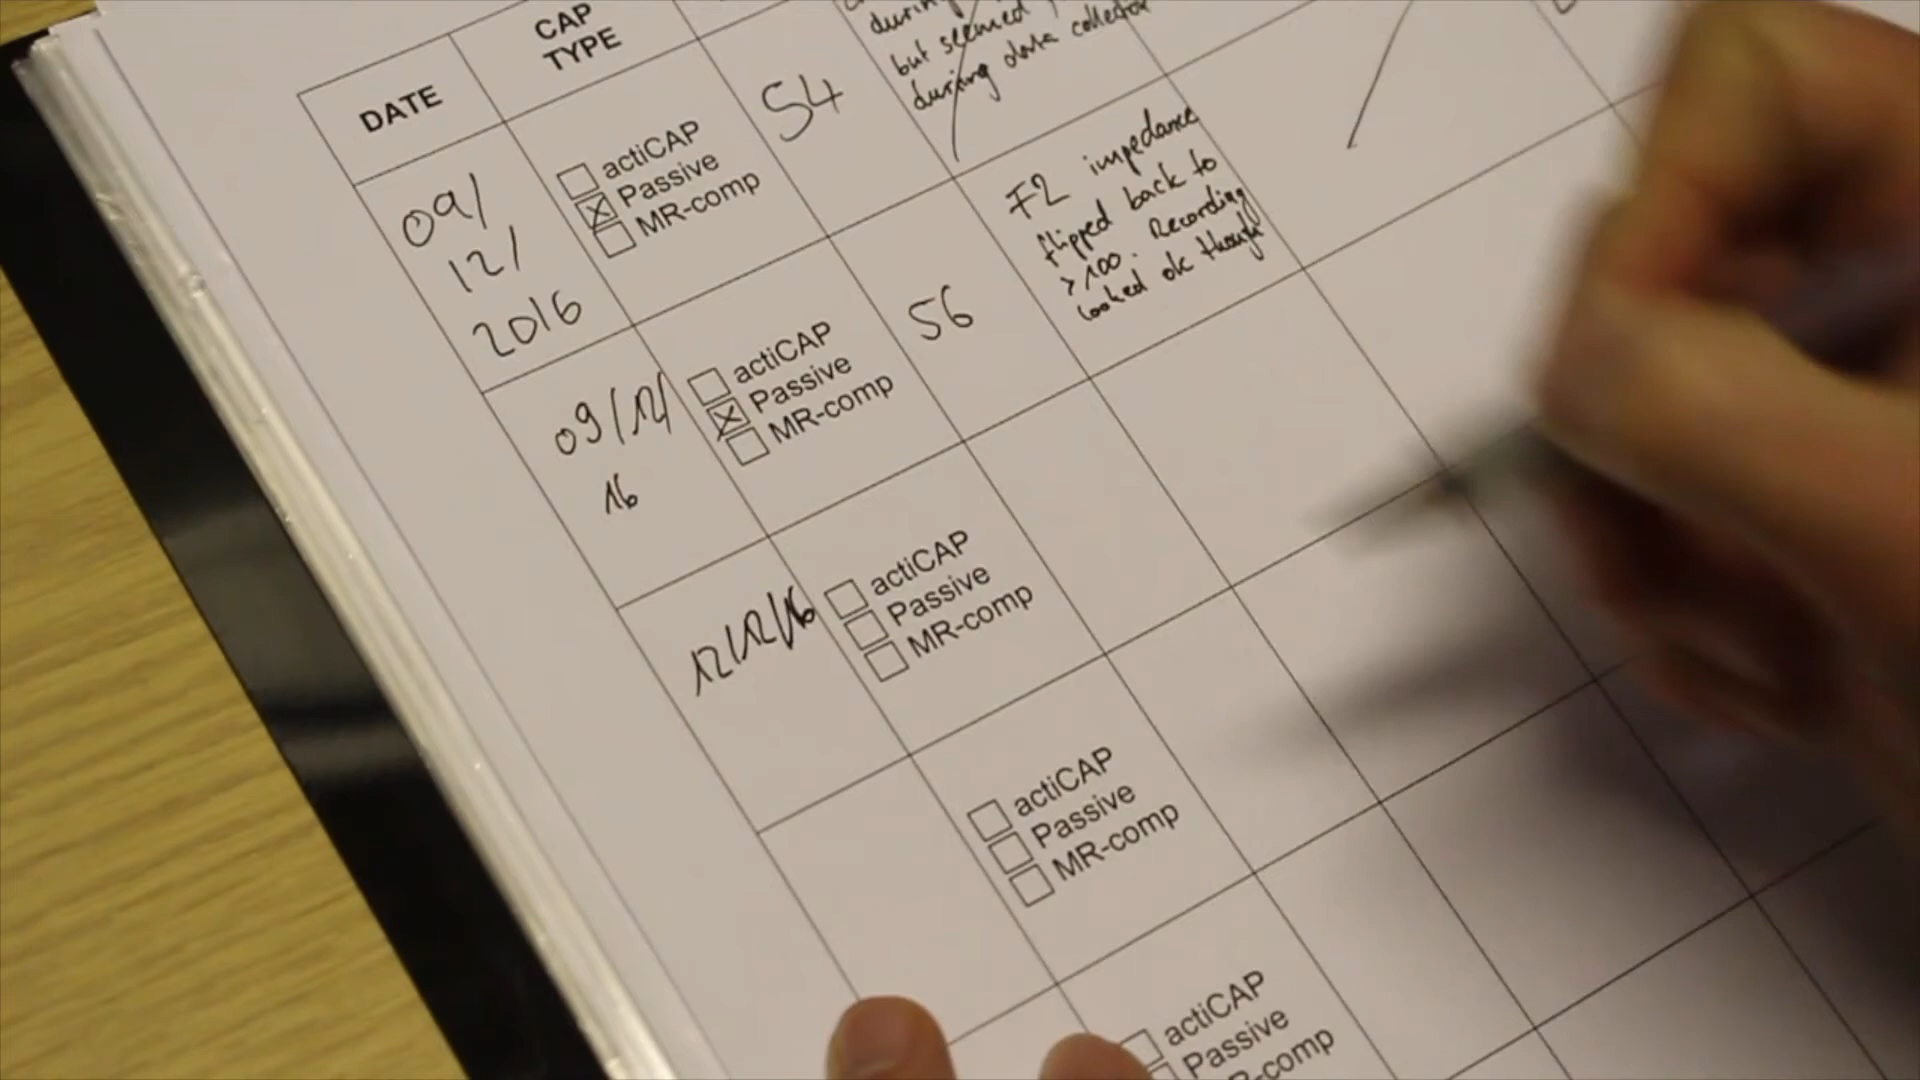 DATE
CAP
TYPE
during
but seemed
during data collection
09/
12/
2016
actiCAP
Passive
MR-comp
54
09/12/
16
actiCAP
Passive
MR-comp
56
F2 impedance
flipped back to
>100. Recording
looked ok though
12/12/16
actiCAP
Passive
MR-comp
actiCAP
Passive
MR-comp
actiCAP
Passive
R-comp